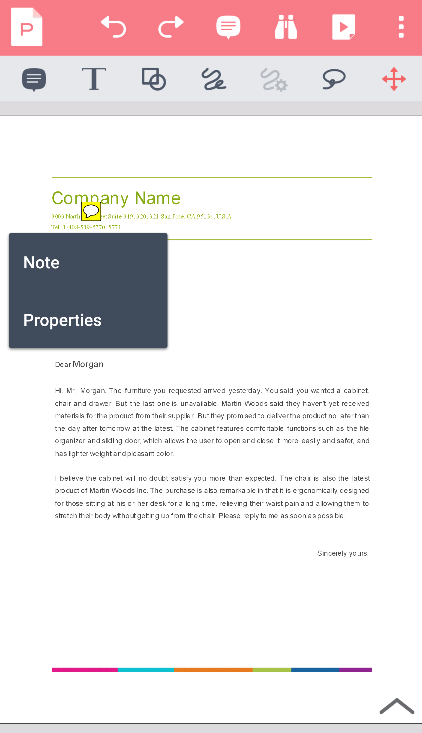 P
T
Company Name
Note
Properties
Dear Morgan
Hi, Mr. Morgan. The furniture you requested arrived yesterday. You said you wanted a cabinet,
chair and drawer. But the last one is unavailable. Martin Woods said they haven't yet received
materials for the product from their supplier. But they promised to deliver the product no later than
the day after tomorrow at the latest. The cabinet features comfortable functions such as the file
organizer and sliding door, which allows the user to open and close it more easily and safer, and
has lighter weight and pleasant color.
I believe the cabinet will no doubt satisfy you more than expected. The chair is also the latest
product of Martin Woods Inc. The purchase is also remarkable in that it is ergonomically designed
for those sitting at his or her desk for a long time, relieving their waist pain and allowing them to
stretch their body without getting up from the chair. Please reply to me as soon as possible.
Sincerely yours.